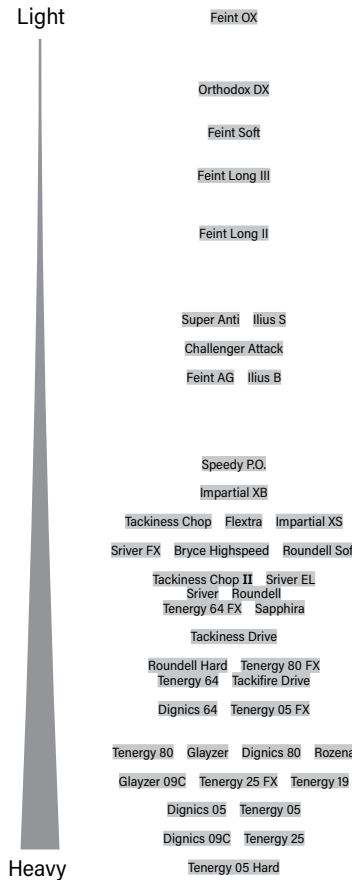 Light
Feint OX
Orthodox DX
Feint Soft
Feint Long III
Feint Long II
Super Anti Ilius S
Challenger Attack
Feint AG Ilius B
Speedy P.O.
Impartial XB
Tackiness Chop Flextra Impartial XS
Sriver FX Bryce Highspeed Roundell Sof
Tackiness Chop II Sriver EL
Sriver Roundell
Tenergy 64 FX Sapphira
Tackiness Drive
Roundell Hard Tenergy 80 FX
Tenergy 64 Tackifire Drive
Dignics 64 Tenergy 05 FX
Tenergy 80 Glayzer Dignics 80 Rozena
Glayzer 09C Tenergy 25 FX Tenergy 19
Dignics 05 Tenergy 05
Dignics 09C Tenergy 25
Heavy
Tenergy 05 Hard